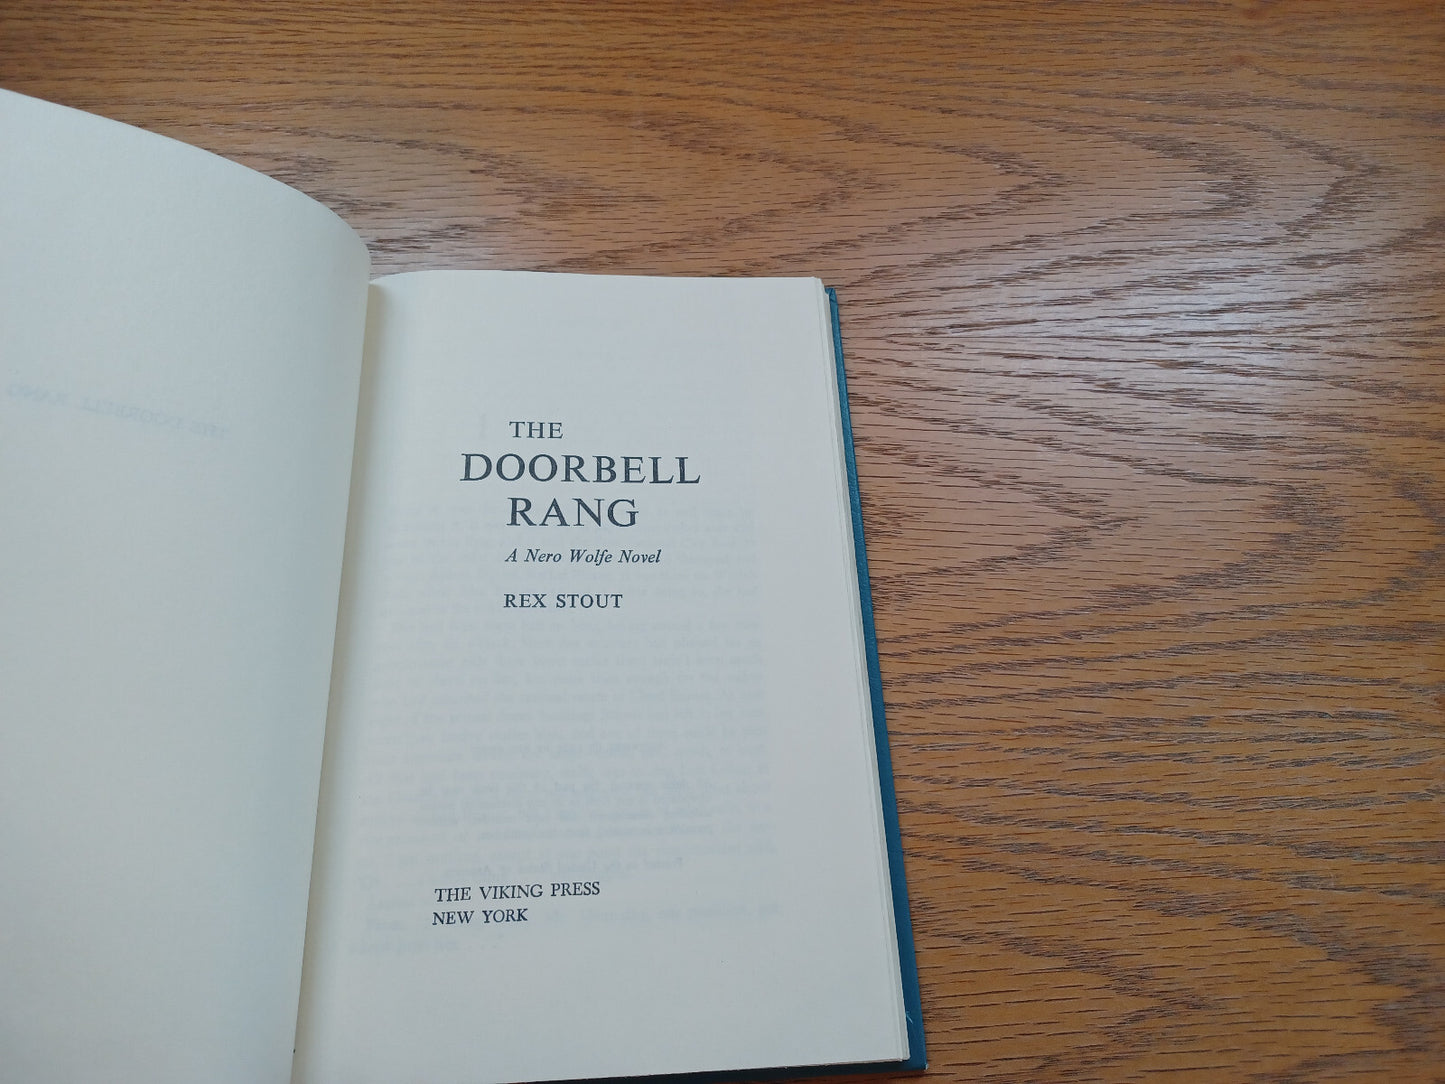 THE
DOORBELL
RANG
A Nero Wolfe Novel
REX STOUT
THE VIKING PRESS
NEW YORK